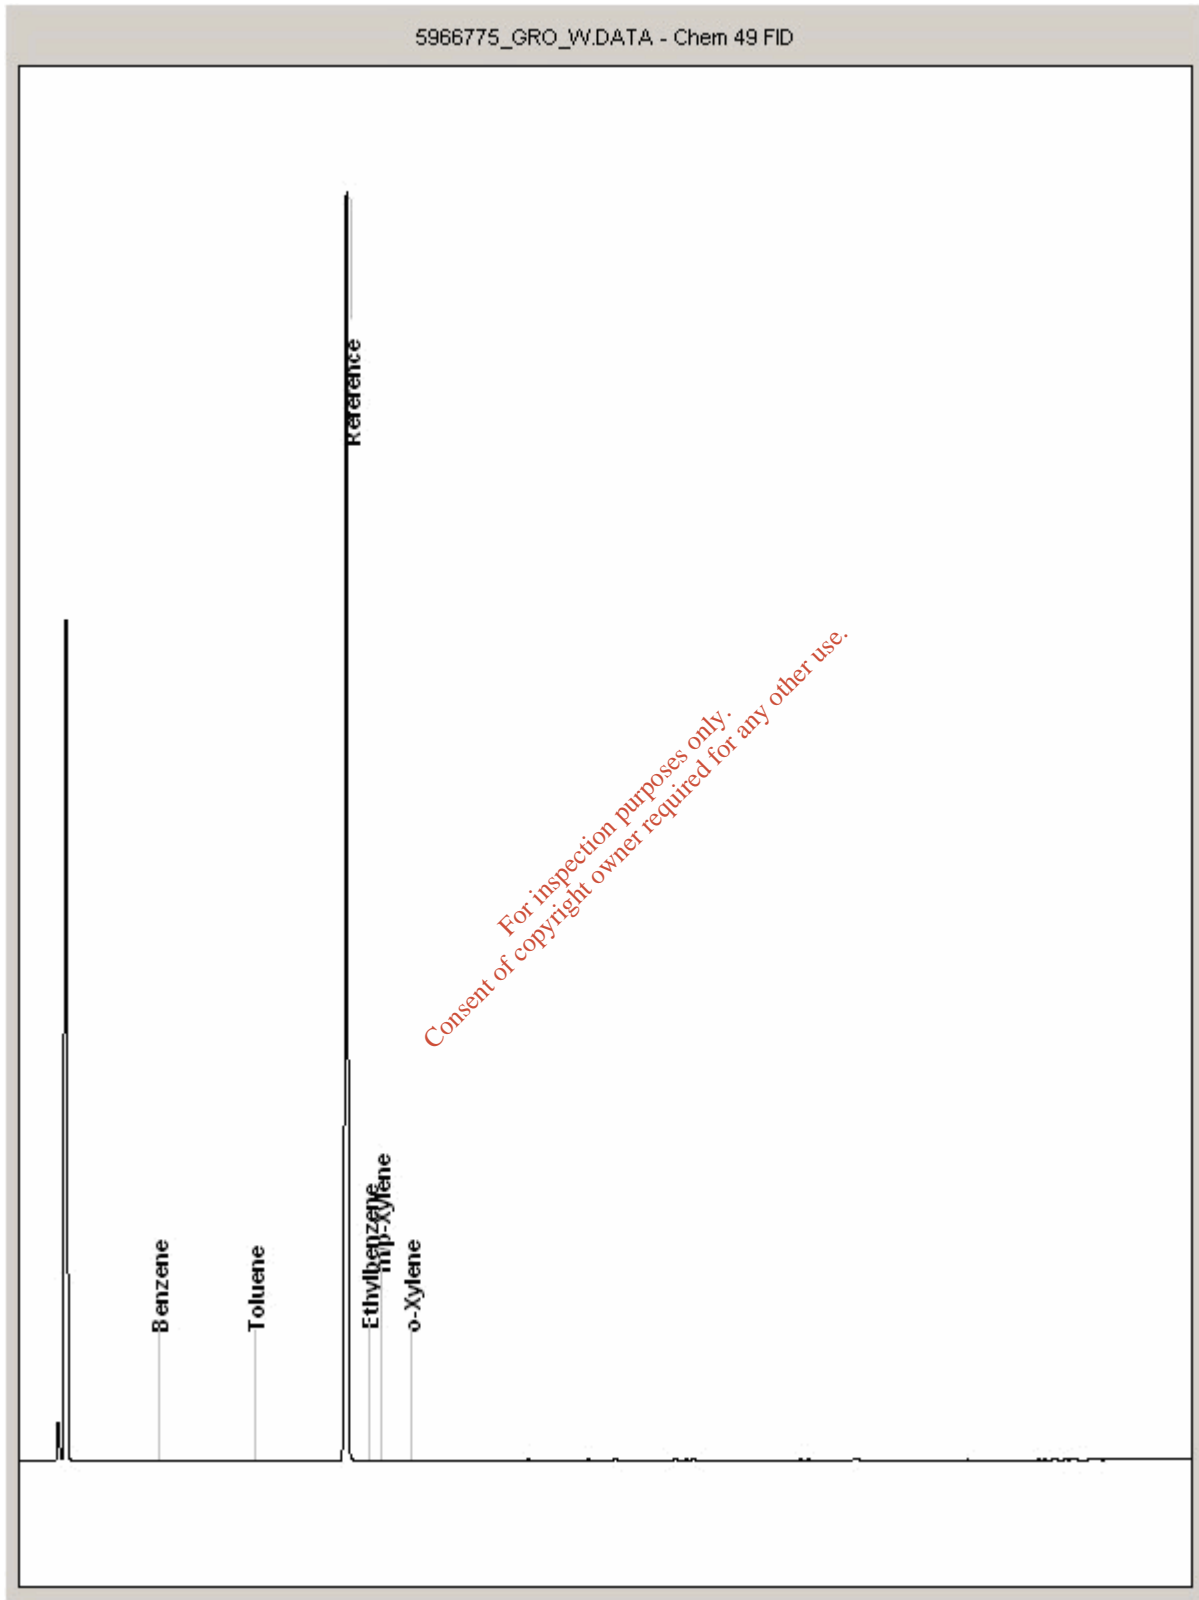 5966775_GRO_W.DATA - Chem 49 FID
Reference
For inspection purposes only.
Consent of copyright owner required for any other use.
Benzene
Toluene
Ethylbenzene
m/p-Xylene
o-Xylene